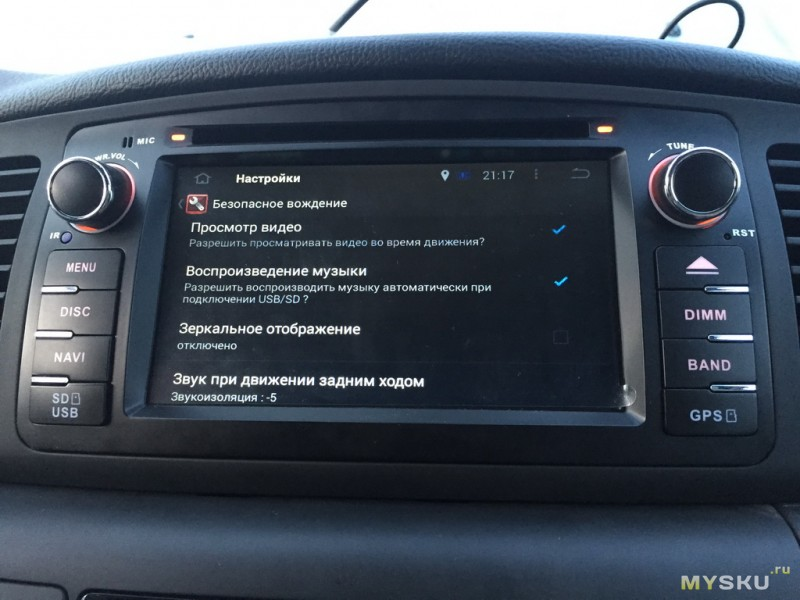 MIC
WR.VOL
TUNE
IR
RST
MENU
DISC
NAVI
SD
USB
Настройки
21:17
Безопасное вождение
Просмотр видео
Разрешить просматривать видео во время движения?
Воспроизведение музыки
Разрешить воспроизводить музыку автоматически при
подключении USB/SD ?
Зеркальное отображение
отключено
Звук при движении задним ходом
Звукоизоляция : -5
DIMM
BAND
GPS
MYSKU.ru